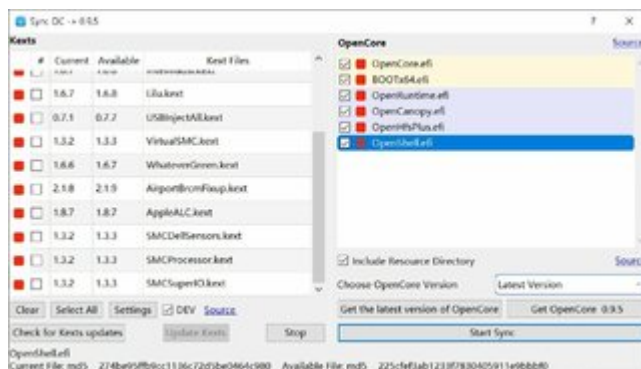 Sync OC -> 0.9.5
? X
Kexts
# Current Available Kext Files
1.6.7 1.6.8 Lilu.kext
0.7.1 0.7.7 USBInjectAll.kext
1.3.2 1.3.3 VirtualSMC.kext
1.6.6 1.6.7 WhateverGreen.kext
2.1.8 2.1.9 AirportBrcmFixup.kext
1.8.7 1.8.7 AppleALC.kext
1.3.2 1.3.3 SMCDellSensors.kext
1.3.2 1.3.3 SMCProcessor.kext
1.3.2 1.3.3 SMCSuperIO.kext
Clear Select All Settings DEV Source
Check for Kexts updates Update Kexts Stop
OpenCore Source
OpenCore.efi
BOOTx64.efi
OpenRuntime.efi
OpenCanopy.efi
OpenHfsPlus.efi
OpenShell.efi
Include Resource Directory Source
Choose OpenCore Version Latest Version
Get the latest version of OpenCore Get OpenCore 0.9.5
Start Sync
OpenShell.efi
Current File: md5 Available File: md5